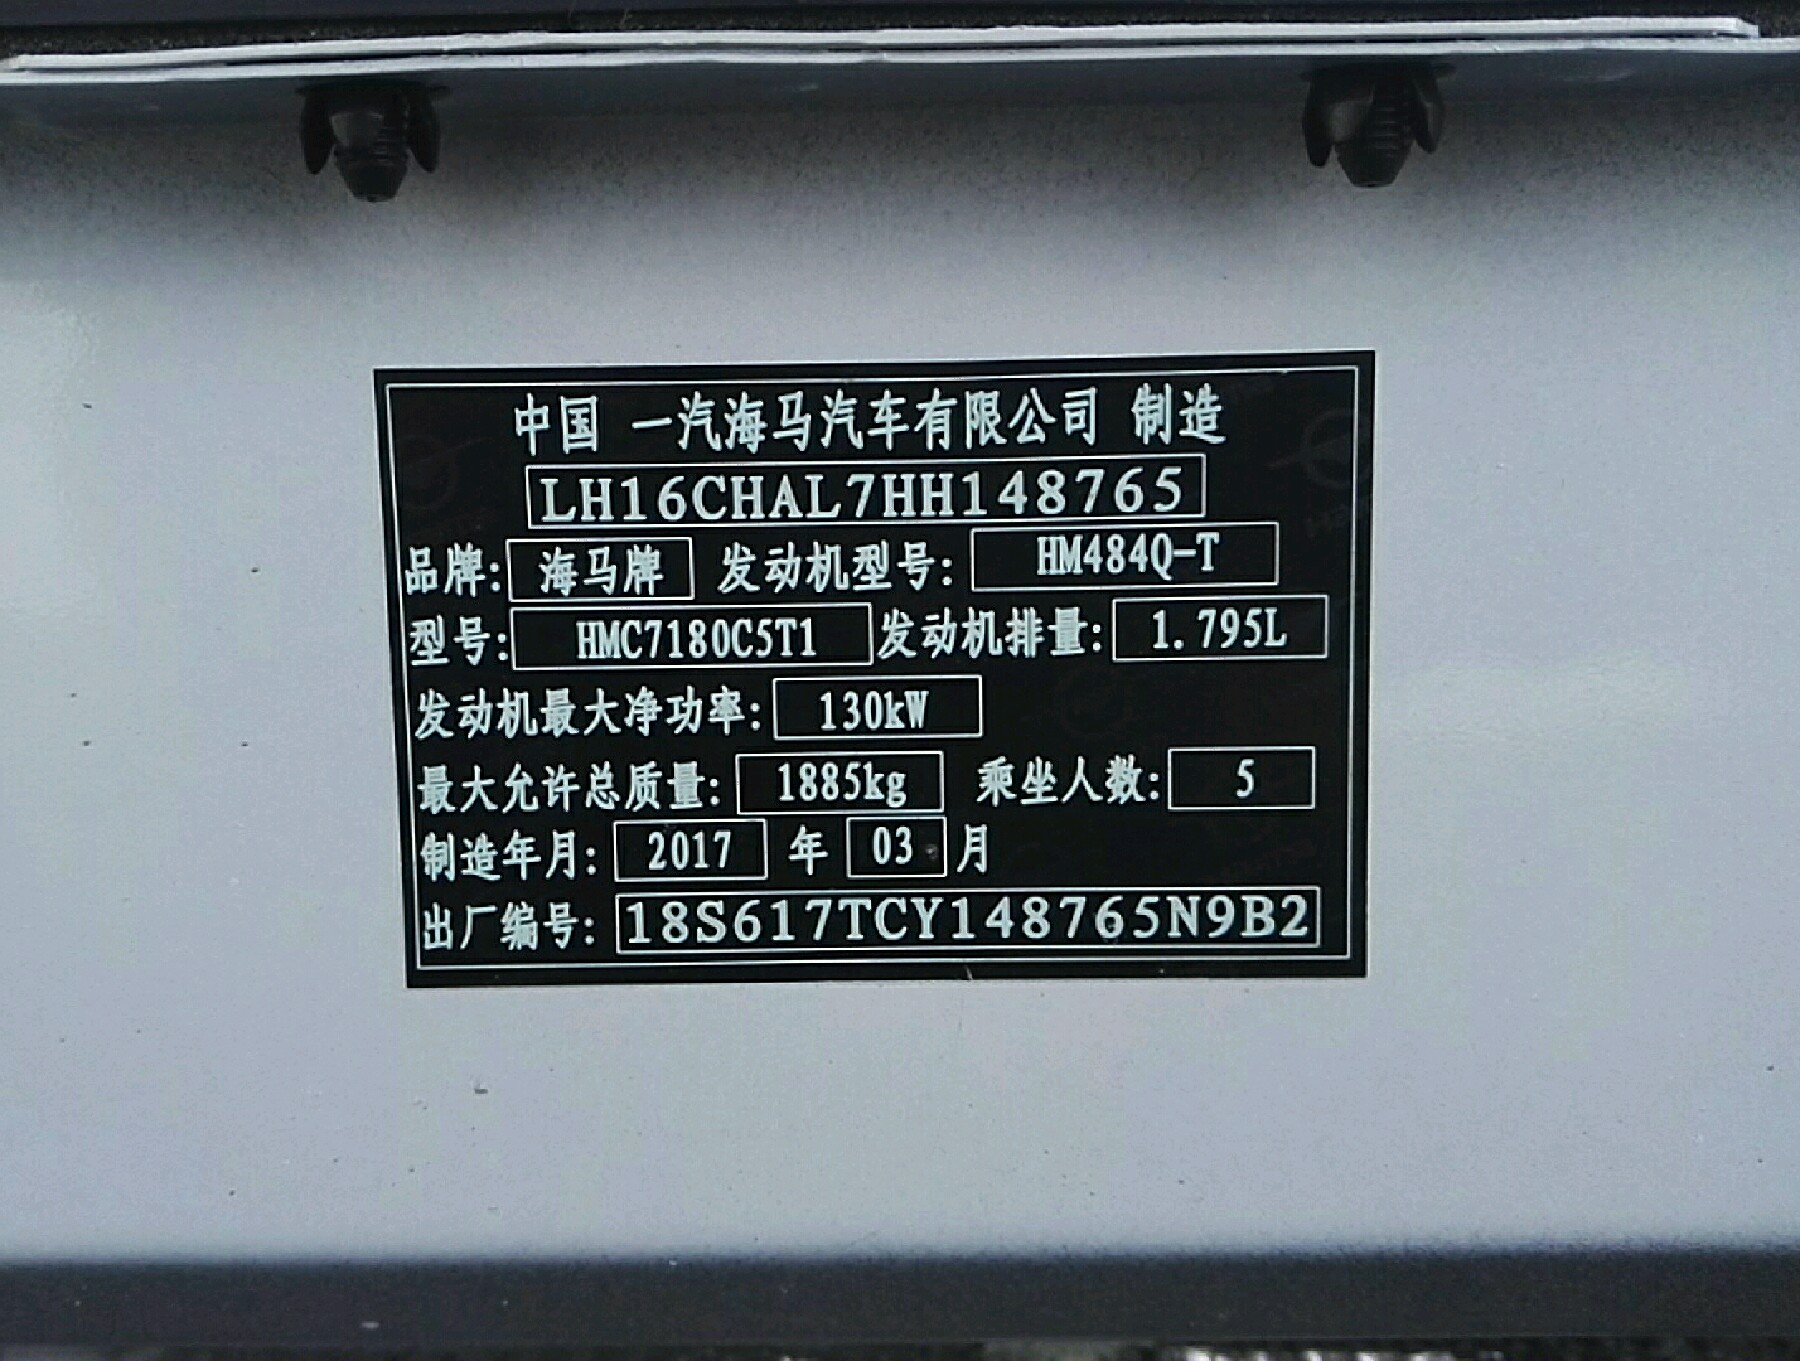 中国 一汽海马汽车有限公司 制造
LH16CHAL7HH148765
品牌: 海马牌 发动机型号: HM484Q-T
型号: HMC7180C5T1 发动机排量: 1.795L
发动机最大净功率: 130kW
最大允许总质量: 1885kg 乘坐人数: 5
制造年月: 2017 年 03 月
出厂编号: 18S617TCY148765N9B2